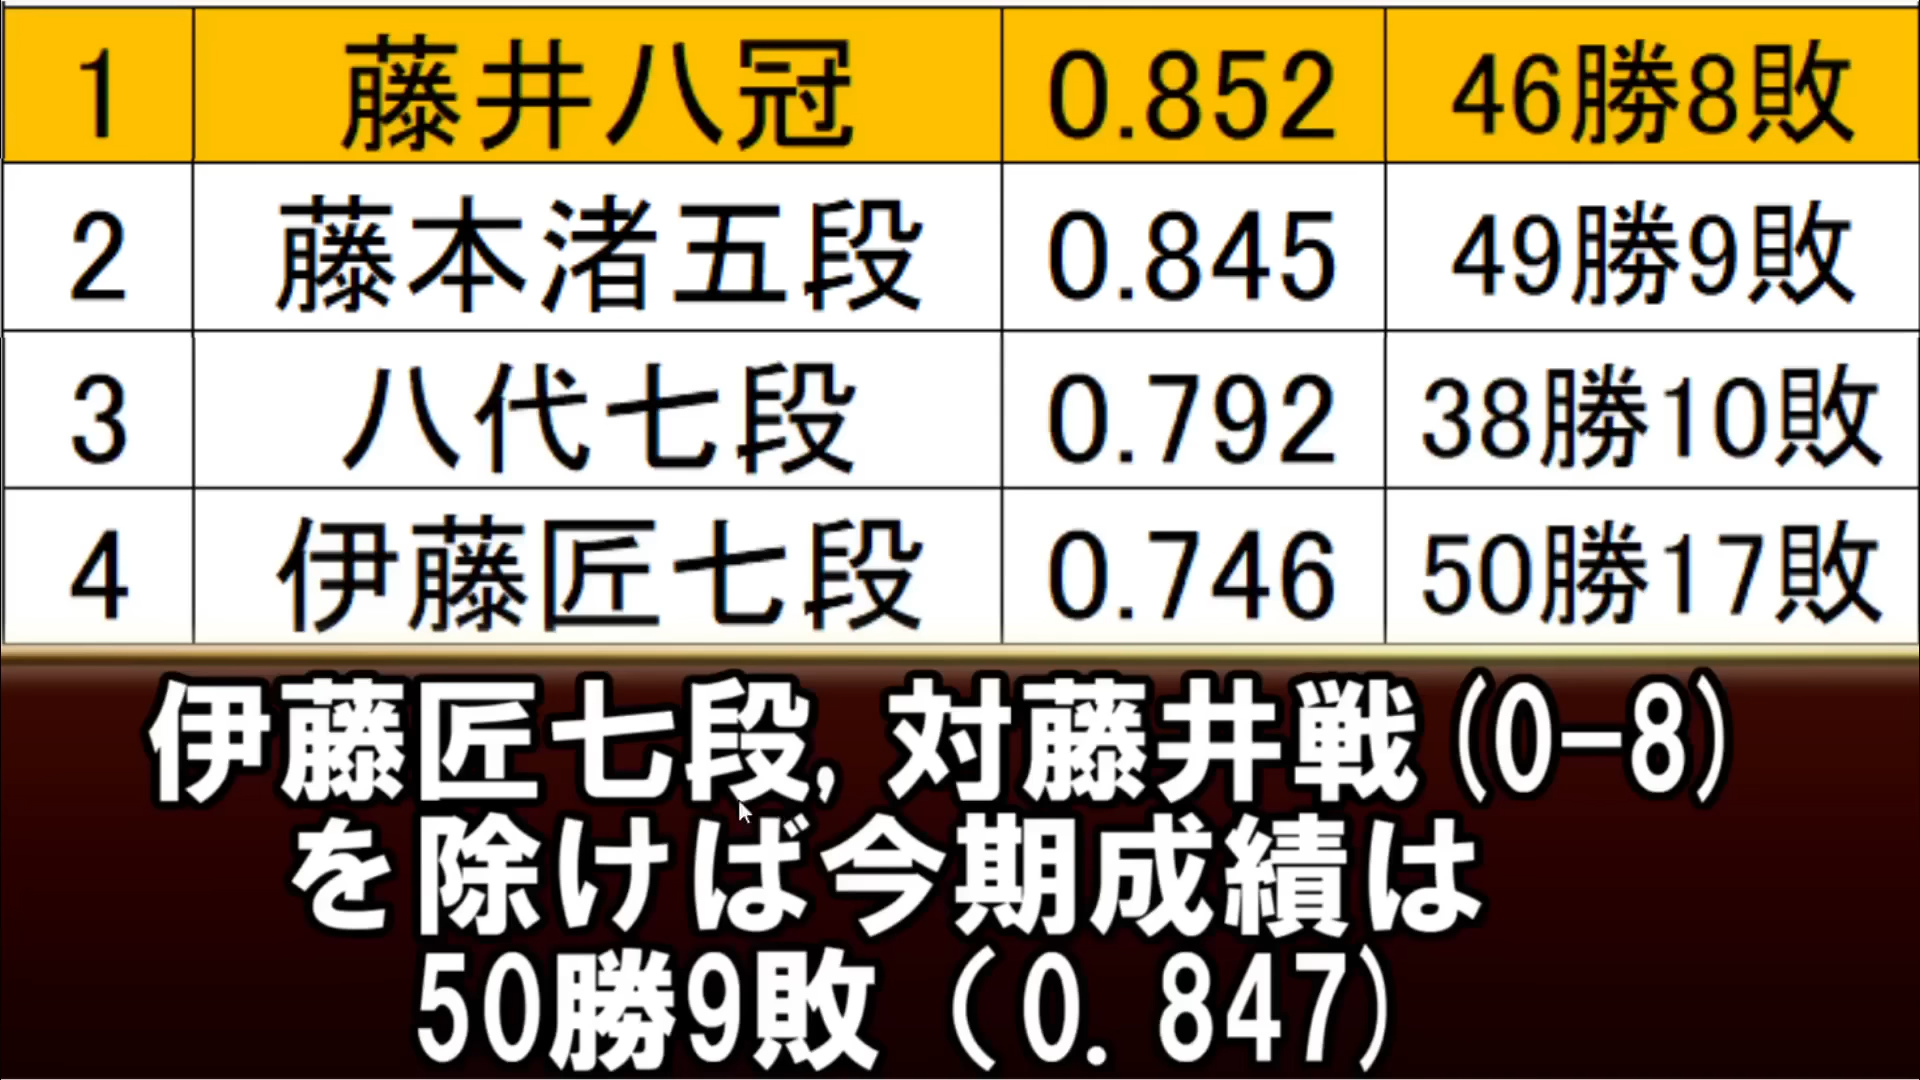 1 藤井八冠 0.852 46勝8敗
2 藤本渚五段 0.845 49勝9敗
3 八代七段 0.792 38勝10敗
4 伊藤匠七段 0.746 50勝17敗
伊藤匠七段,対藤井戦(0-8)
を除けば今期成績は
50勝9敗(0.847)